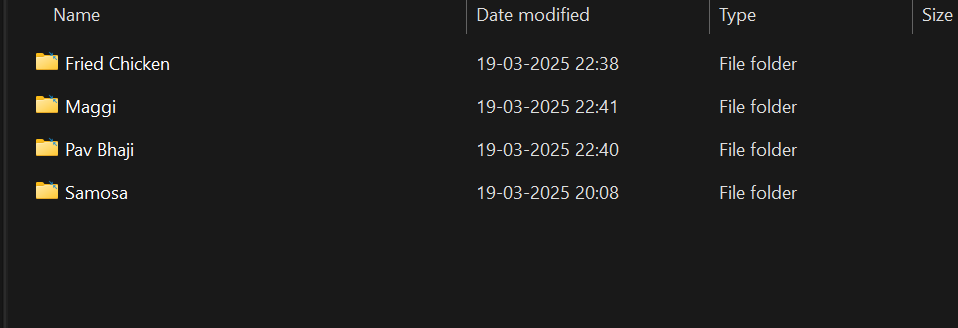 Name Date modified Type Size
Fried Chicken 19-03-2025 22:38 File folder
Maggi 19-03-2025 22:41 File folder
Pav Bhaji 19-03-2025 22:40 File folder
Samosa 19-03-2025 20:08 File folder